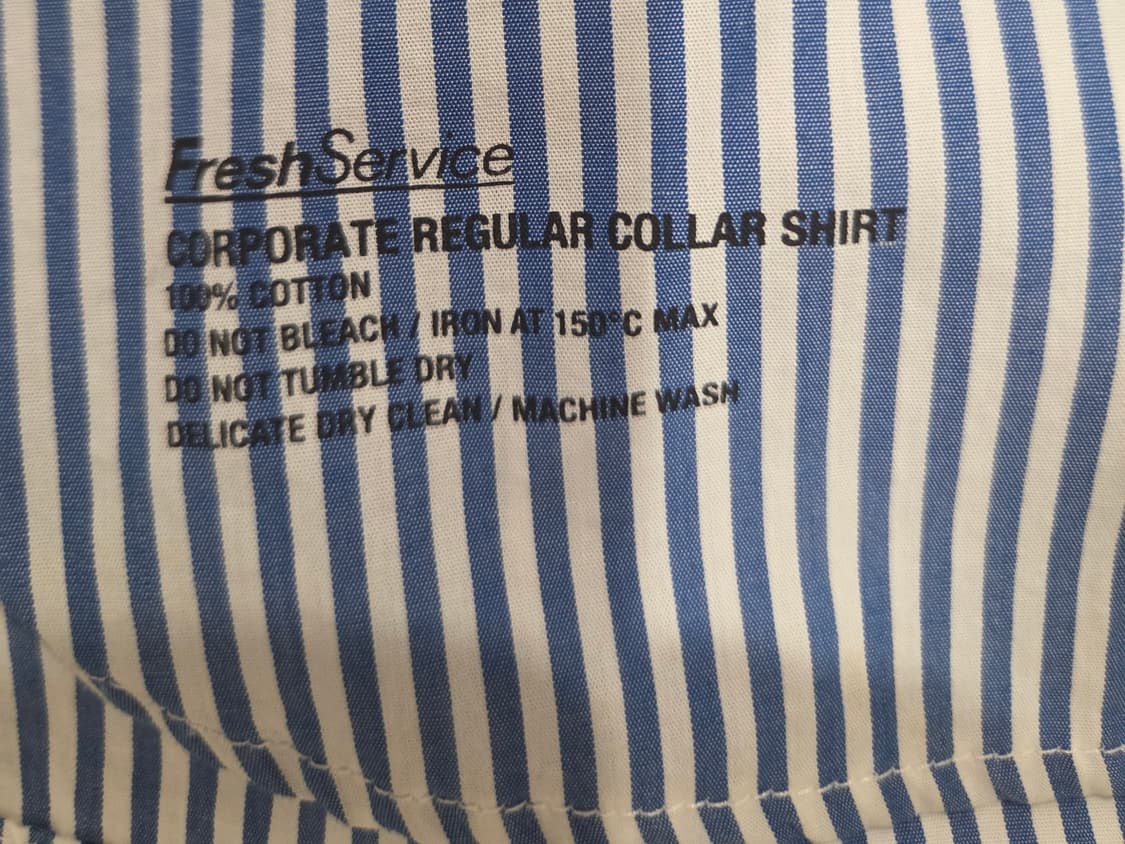 FreshService
CORPORATE REGULAR COLLAR SHIRT
100% COTTON
DO NOT BLEACH / IRON AT 150°C MAX
DO NOT TUMBLE DRY
DELICATE DRY CLEAN / MACHINE WASH